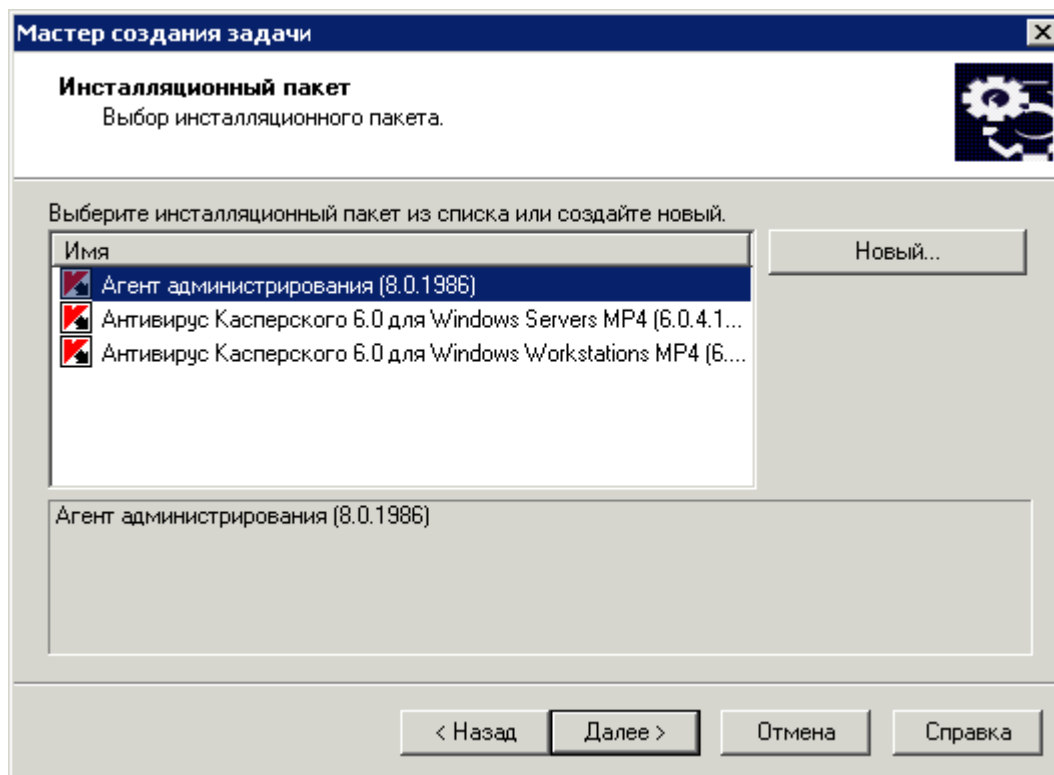 Мастер создания задачи
Инсталляционный пакет
Выбор инсталляционного пакета.
Выберите инсталляционный пакет из списка или создайте новый.
Имя
Новый...
Агент администрирования (8.0.1986)
Антивирус Касперского 6.0 для Windows Servers MP4 (6.0.4.1...
Антивирус Касперского 6.0 для Windows Workstations MP4 (6....
Агент администрирования (8.0.1986)
< Назад
Далее >
Отмена
Справка